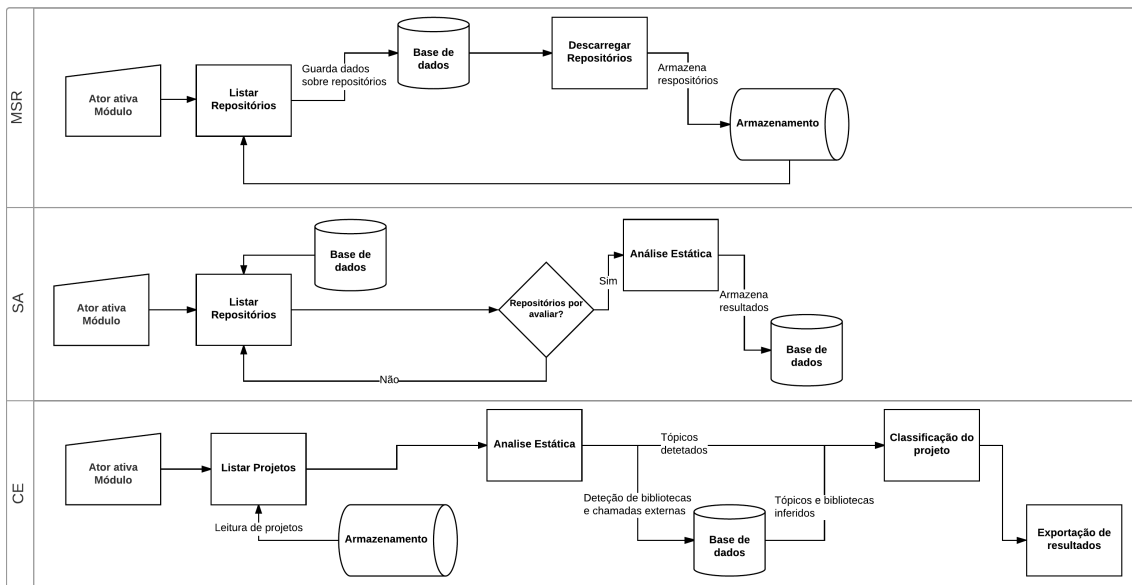 MSR
Ator ativa
Módulo
Listar
Repositórios
Guarda dados
sobre repositórios
Base de
dados
Descarregar
Repositórios
Armazena
respositórios
Armazenamento
SA
Ator ativa
Módulo
Listar
Repositórios
Base de
dados
Repositórios por
avaliar?
Sim
Não
Análise Estática
Armazena
resultados
Base de
dados
CE
Ator ativa
Módulo
Listar Projetos
Leitura de projetos
Armazenamento
Analise Estática
Tópicos
detetados
Deteção de bibliotecas
e chamadas externas
Base de
dados
Tópicos e bibliotecas
inferidos
Classificação do
projeto
Exportação de
resultados